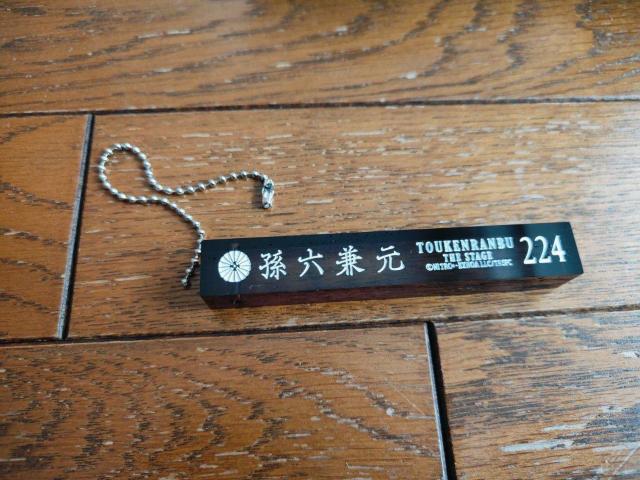 孫六兼元
TOUKENRANBU
THE STAGE
224